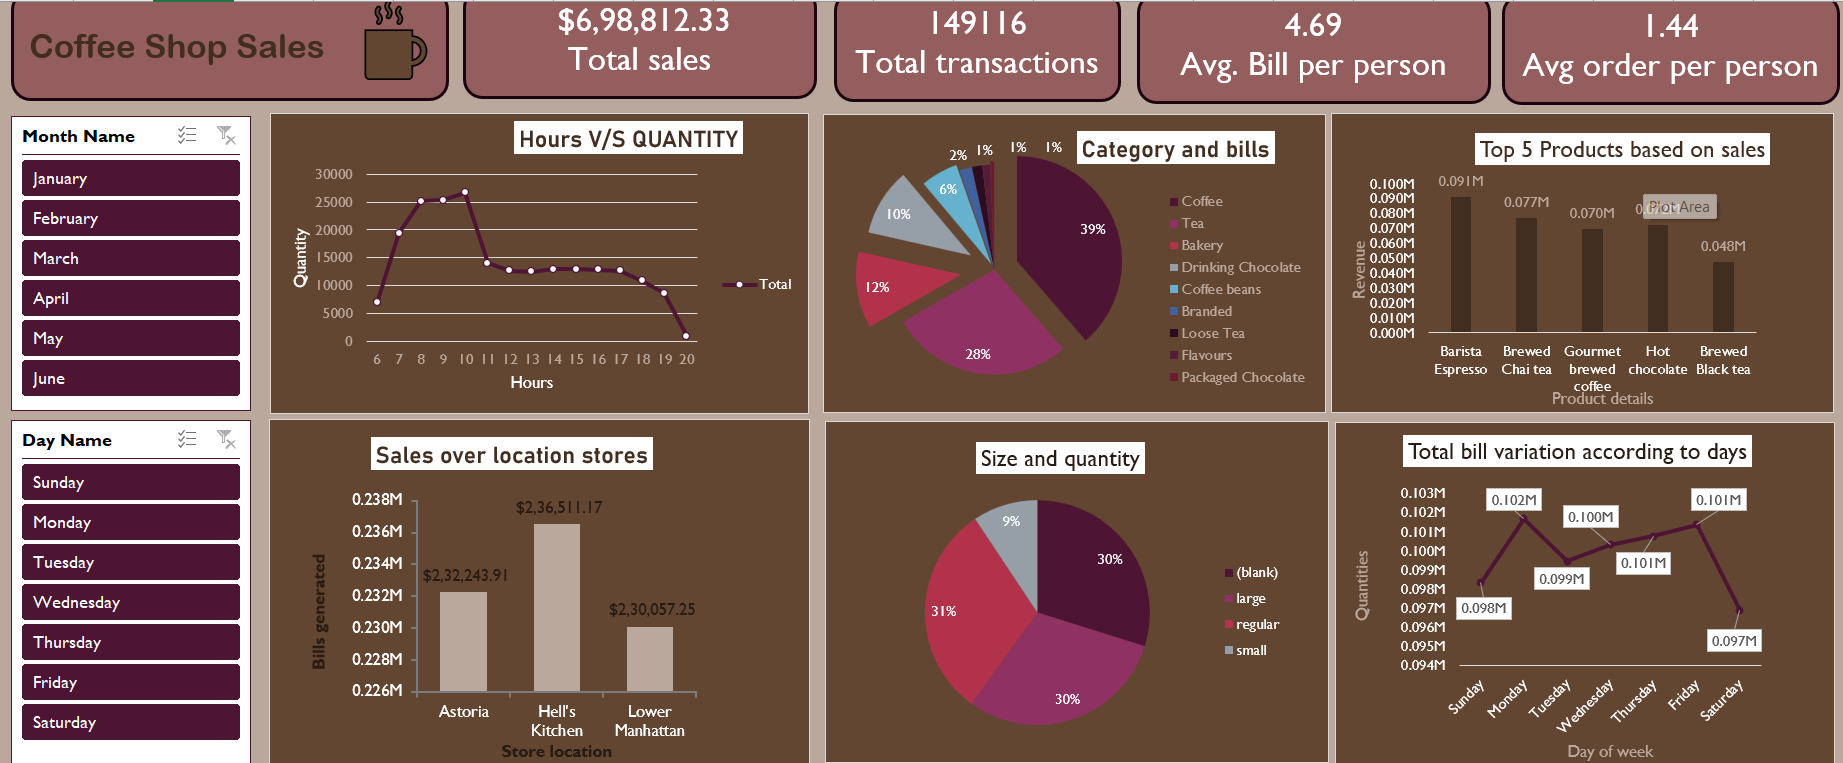 Coffee Shop Sales
$6,98,812.33
Total sales
149116
Total transactions
4.69
Avg. Bill per person
1.44
Avg order per person
Month Name
January
February
March
April
May
June
Day Name
Sunday
Monday
Tuesday
Wednesday
Thursday
Friday
Saturday
Hours V/S QUANTITY
30000
25000
20000
15000
10000
5000
0
Quantity
6 7 8 9 10 11 12 13 14 15 16 17 18 19 20
Hours
Total
Category and bills
39%
28%
12%
10%
6%
2%
1%
1%
1%
Coffee
Tea
Bakery
Drinking Chocolate
Coffee beans
Branded
Loose Tea
Flavours
Packaged Chocolate
Top 5 Products based on sales
0.100M
0.090M
0.080M
0.070M
0.060M
0.050M
0.040M
0.030M
0.020M
0.010M
0.000M
Revenue
0.091M
0.077M
0.070M
Plot Area
0.048M
Barista
Espresso
Brewed
Chai tea
Gourmet
brewed
coffee
Hot
chocolate
Brewed
Black tea
Product details
Sales over location stores
0.238M
0.236M
0.234M
0.232M
0.230M
0.228M
0.226M
Bills generated
$2,32,243.91
$2,36,511.17
$2,30,057.25
Astoria
Hell's
Kitchen
Lower
Manhattan
Store location
Size and quantity
30%
30%
31%
9%
(blank)
large
regular
small
Total bill variation according to days
0.103M
0.102M
0.101M
0.100M
0.099M
0.098M
0.097M
0.096M
0.095M
0.094M
Quantities
0.098M
0.102M
0.099M
0.100M
0.101M
0.101M
0.097M
Sunday
Monday
Tuesday
Wednesday
Thursday
Friday
Saturday
Day of week